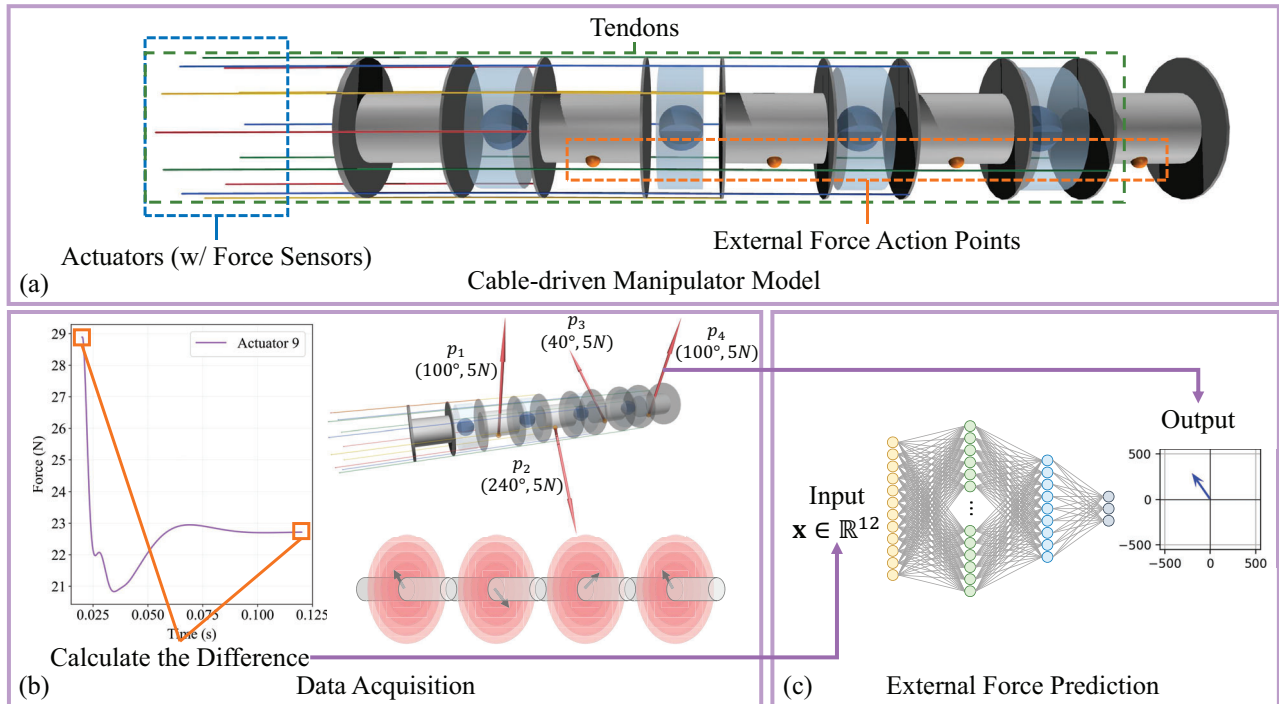 Tendons
Actuators (w/ Force Sensors)
External Force Action Points
(a)
Cable-driven Manipulator Model
29
28
27
26
25
24
23
22
21
Force (N)
Actuator 9
0.025
0.050
0.075
0.100
0.125
Time (s)
Calculate the Difference
p₁
(100°, 5N)
p₃
(40°, 5N)
p₄
(100°, 5N)
p₂
(240°, 5N)
(b)
Data Acquisition
Input
𝐱 ∈ ℝ¹²
...
Output
500
0
−500
−500
0
500
(c)
External Force Prediction